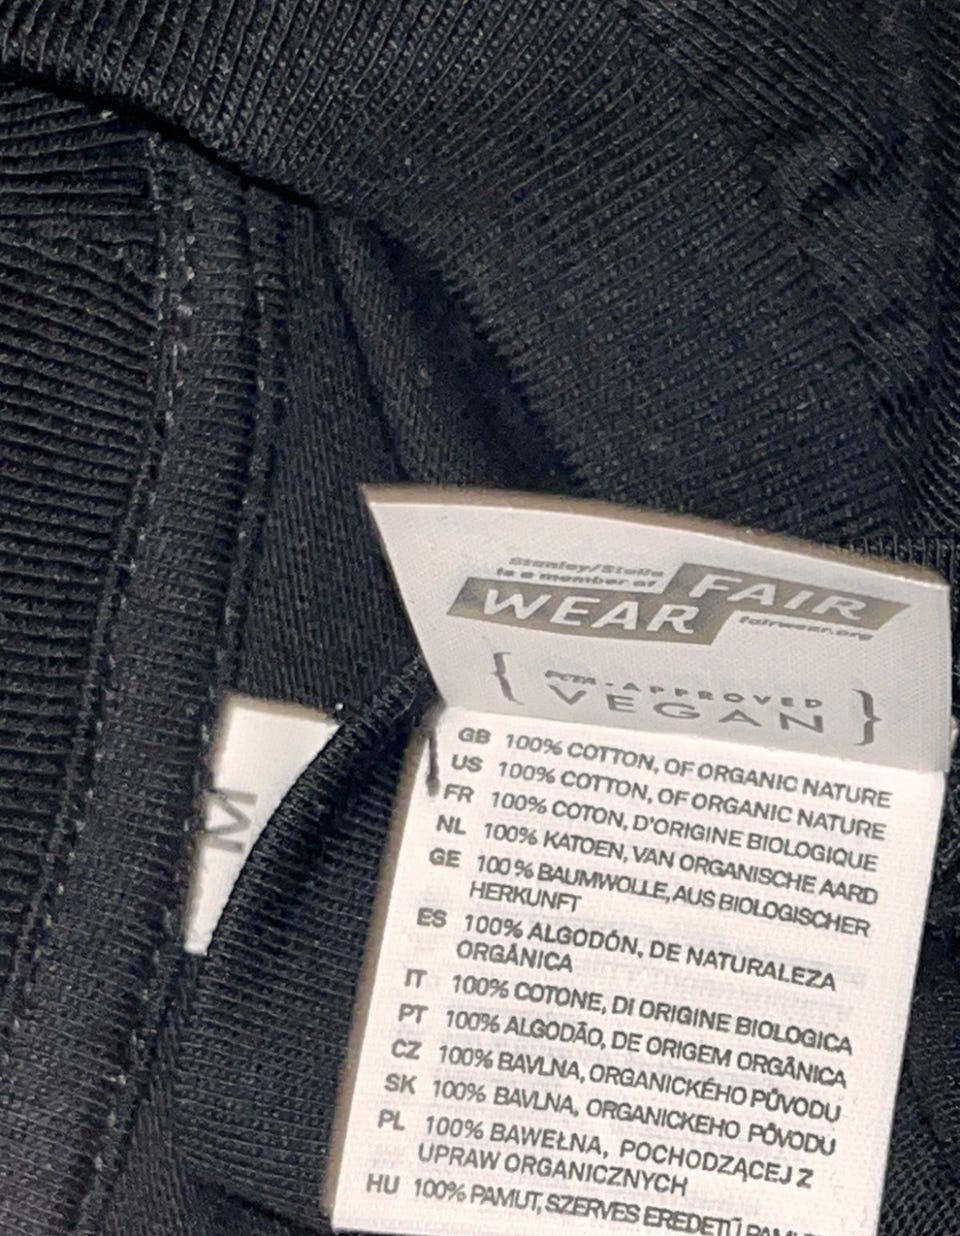 Stanley/Stella
is a member of
FAIR
WEAR
fairwear.org
PETA-APPROVED
VEGAN
M
GB 100% COTTON, OF ORGANIC NATURE
US 100% COTTON, OF ORGANIC NATURE
FR 100% COTON, D'ORIGINE BIOLOGIQUE
NL 100% KATOEN, VAN ORGANISCHE AARD
GE 100% BAUMWOLLE, AUS BIOLOGISCHER
HERKUNFT
ES 100% ALGODÓN, DE NATURALEZA
ORGÂNICA
IT 100% COTONE, DI ORIGINE BIOLOGICA
PT 100% ALGODÃO, DE ORIGEM ORGÂNICA
CZ 100% BAVLNA, ORGANICKÉHO PŮVODU
SK 100% BAVLNA, ORGANICKEHO PÔVODU
PL 100% BAWEŁNA, POCHODZĄCEJ Z
UPRAW ORGANICZNYCH
HU 100% PAMUT, SZERVES EREDETŰ